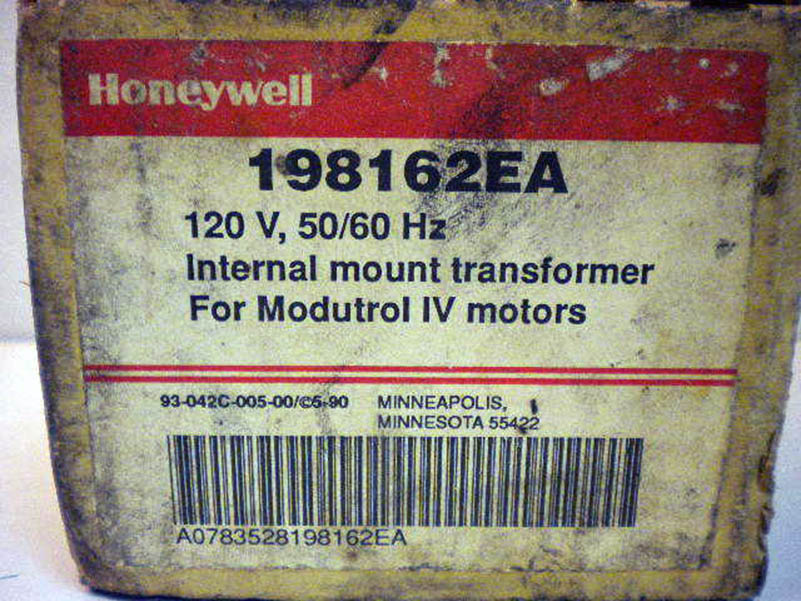 Honeywell
198162EA
120 V, 50/60 Hz
Internal mount transformer
For Modutrol IV motors
93-042C-005-00/C5-90 MINNEAPOLIS,
MINNESOTA 55422
A0783528198162EA